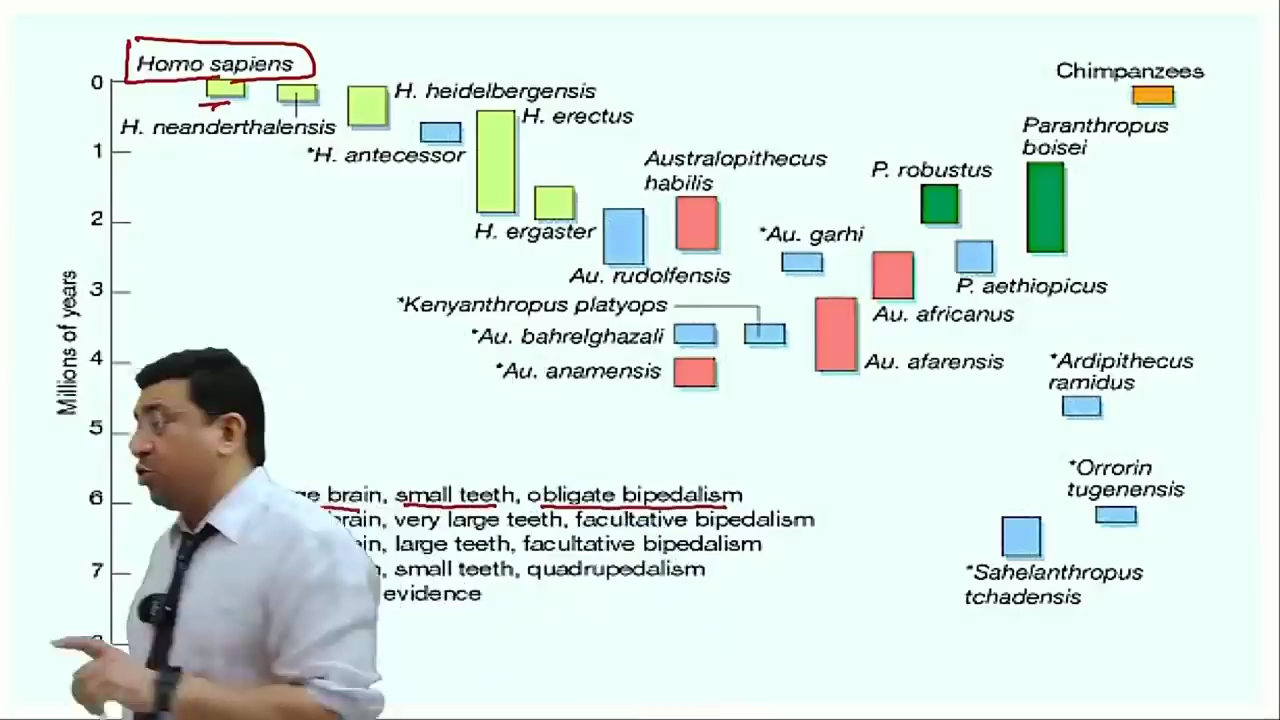 Homo sapiens
Chimpanzees
0
H. heidelbergensis
H. erectus
H. neanderthalensis
Paranthropus
boisei
1
*H. antecessor
Australopithecus
habilis
P. robustus
2
H. ergaster
*Au. garhi
Au. rudolfensis
3
P. aethiopicus
*Kenyanthropus platyops
Au. africanus
*Au. bahrelghazali
4
*Au. anamensis
Au. afarensis
*Ardipithecus
ramidus
Millions of years
5
*Orrorin
tugenensis
6
brain, small teeth, obligate bipedalism
very large teeth, facultative bipedalism
large teeth, facultative bipedalism
7
small teeth, quadrupedalism
evidence
*Sahelanthropus
tchadensis